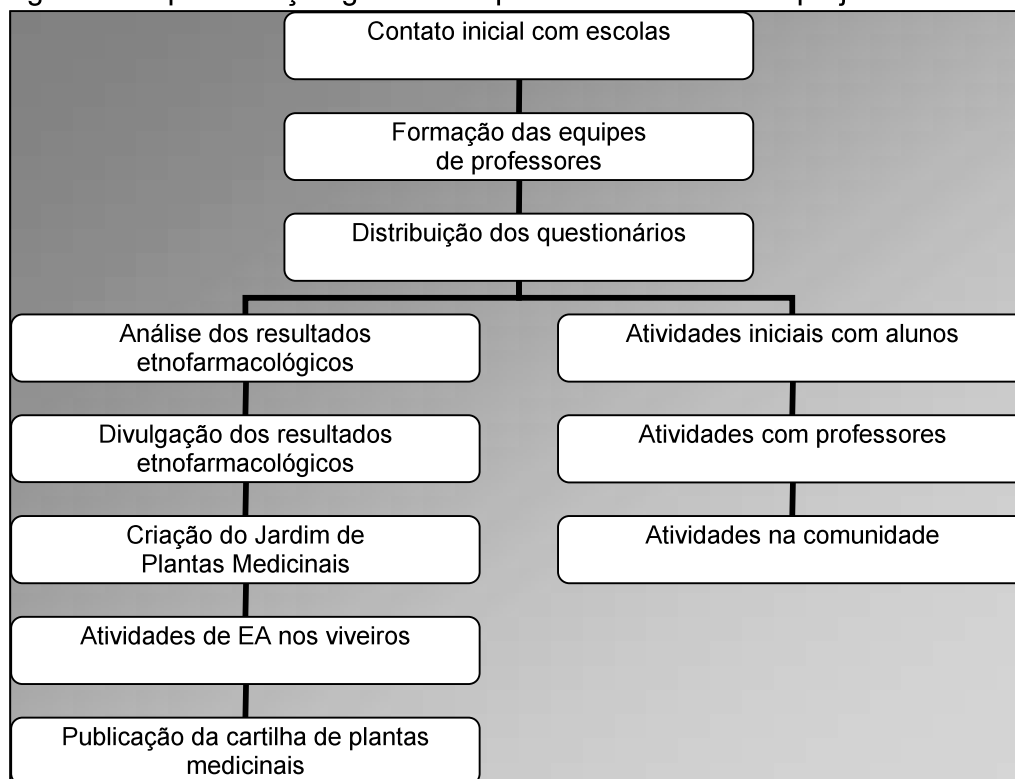 Contato inicial com escolas
Formação das equipes
de professores
Distribuição dos questionários
Análise dos resultados
etnofarmacológicos
Divulgação dos resultados
etnofarmacológicos
Criação do Jardim de
Plantas Medicinais
Atividades de EA nos viveiros
Publicação da cartilha de plantas
medicinais
Atividades iniciais com alunos
Atividades com professores
Atividades na comunidade